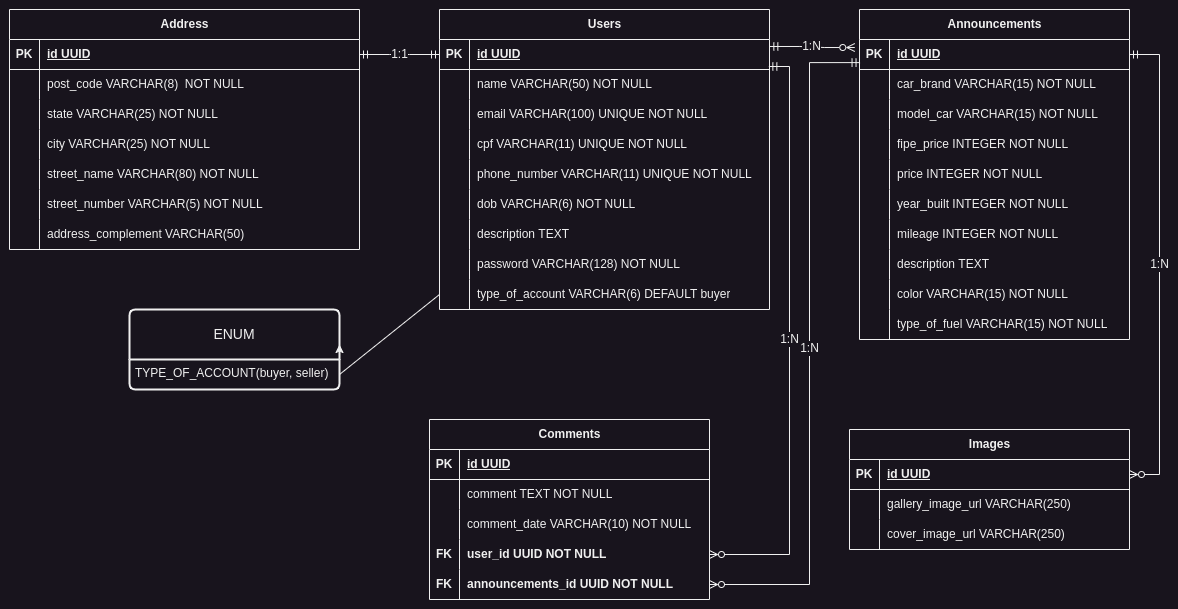 Address
PK id UUID
post_code VARCHAR(8)  NOT NULL
state VARCHAR(25) NOT NULL
city VARCHAR(25) NOT NULL
street_name VARCHAR(80) NOT NULL
street_number VARCHAR(5) NOT NULL
address_complement VARCHAR(50)
1:1
Users
PK id UUID
name VARCHAR(50) NOT NULL
email VARCHAR(100) UNIQUE NOT NULL
cpf VARCHAR(11) UNIQUE NOT NULL
phone_number VARCHAR(11) UNIQUE NOT NULL
dob VARCHAR(6) NOT NULL
description TEXT
password VARCHAR(128) NOT NULL
type_of_account VARCHAR(6) DEFAULT buyer
1:N
Announcements
PK id UUID
car_brand VARCHAR(15) NOT NULL
model_car VARCHAR(15) NOT NULL
fipe_price INTEGER NOT NULL
price INTEGER NOT NULL
year_built INTEGER NOT NULL
mileage INTEGER NOT NULL
description TEXT
color VARCHAR(15) NOT NULL
type_of_fuel VARCHAR(15) NOT NULL
1:N
ENUM
TYPE_OF_ACCOUNT(buyer, seller)
1:N
1:N
Comments
PK id UUID
comment TEXT NOT NULL
comment_date VARCHAR(10) NOT NULL
FK user_id UUID NOT NULL
FK announcements_id UUID NOT NULL
Images
PK id UUID
gallery_image_url VARCHAR(250)
cover_image_url VARCHAR(250)